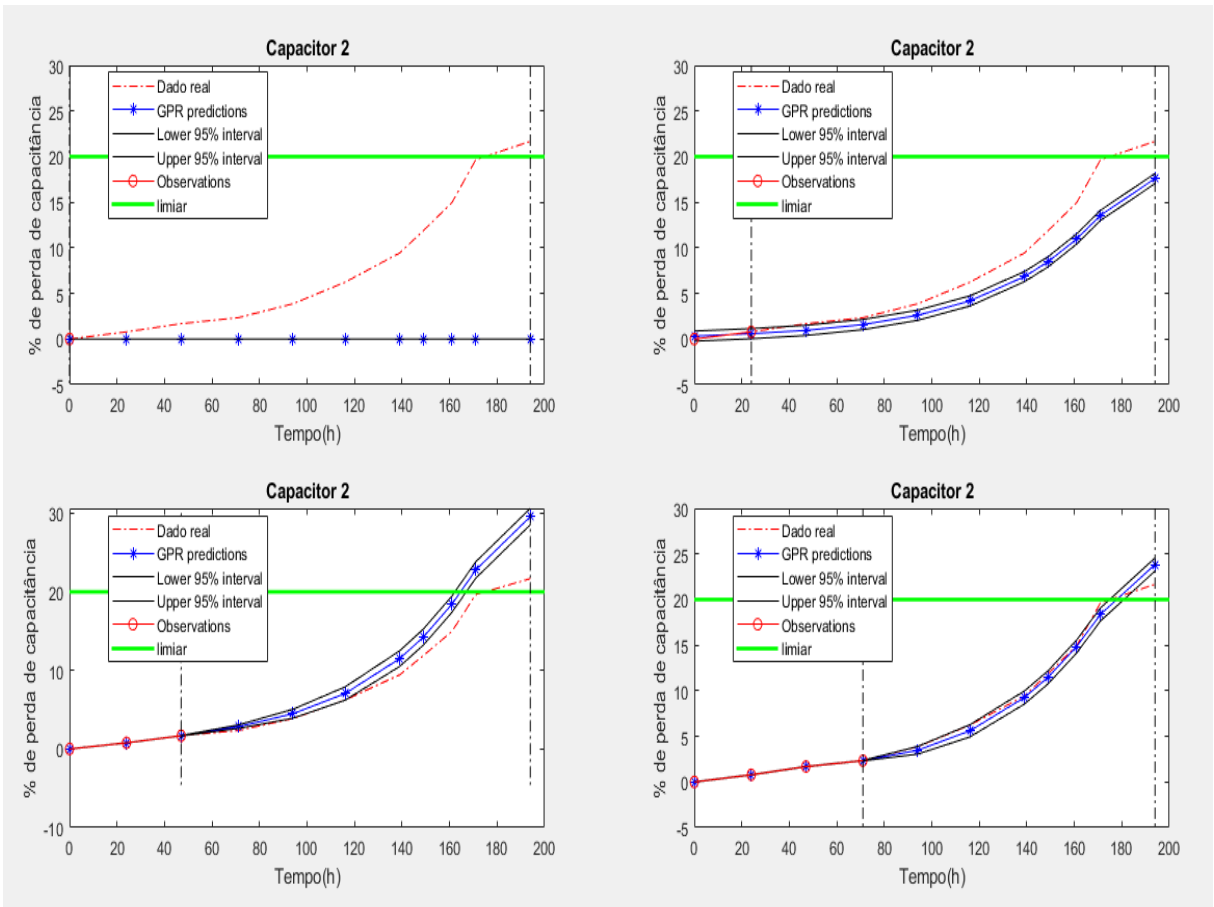 Capacitor 2
% de perda de capacitância
30
25
20
15
10
5
0
-5
Dado real
GPR predictions
Lower 95% interval
Upper 95% interval
Observations
limiar
0 20 40 60 80 100 120 140 160 180 200
Tempo(h)
Capacitor 2
% de perda de capacitância
30
25
20
15
10
5
0
-5
Dado real
GPR predictions
Lower 95% interval
Upper 95% interval
Observations
limiar
0 20 40 60 80 100 120 140 160 180 200
Tempo(h)
Capacitor 2
% de perda de capacitância
30
20
10
0
-10
Dado real
GPR predictions
Lower 95% interval
Upper 95% interval
Observations
limiar
0 20 40 60 80 100 120 140 160 180 200
Tempo(h)
Capacitor 2
% de perda de capacitância
30
25
20
15
10
5
0
-5
Dado real
GPR predictions
Lower 95% interval
Upper 95% interval
Observations
limiar
0 20 40 60 80 100 120 140 160 180 200
Tempo(h)